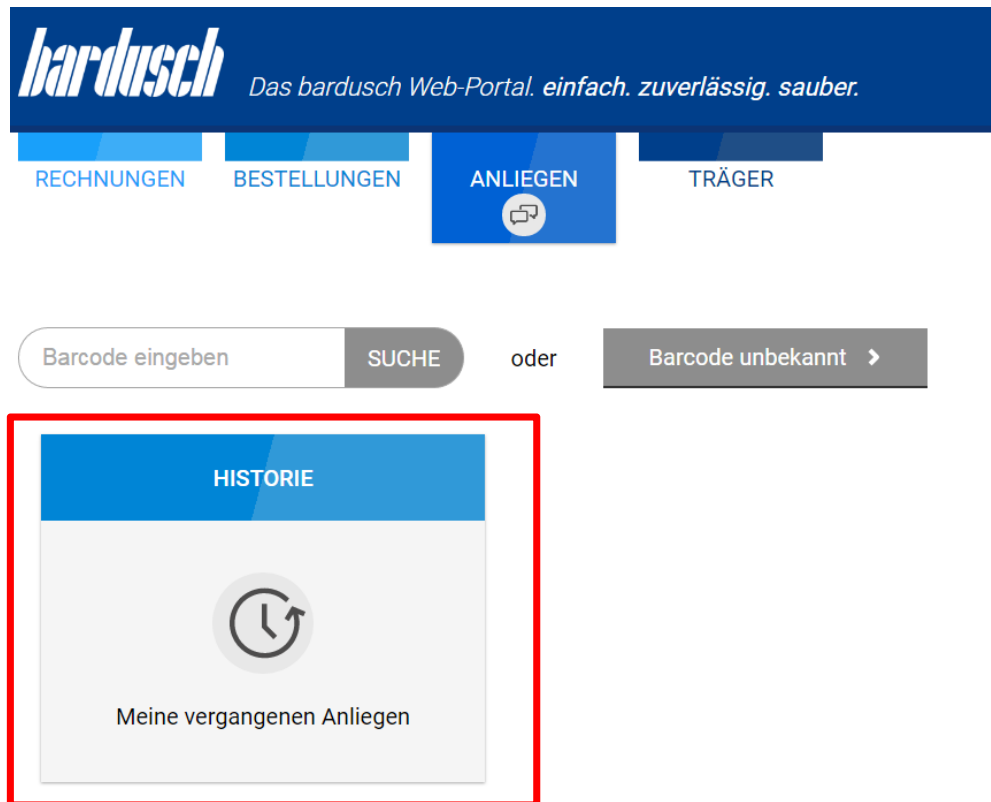 bardusch Das bardusch Web-Portal. einfach. zuverlässig. sauber.
RECHNUNGEN BESTELLUNGEN ANLIEGEN TRÄGER
Barcode eingeben SUCHE oder Barcode unbekannt
HISTORIE
Meine vergangenen Anliegen